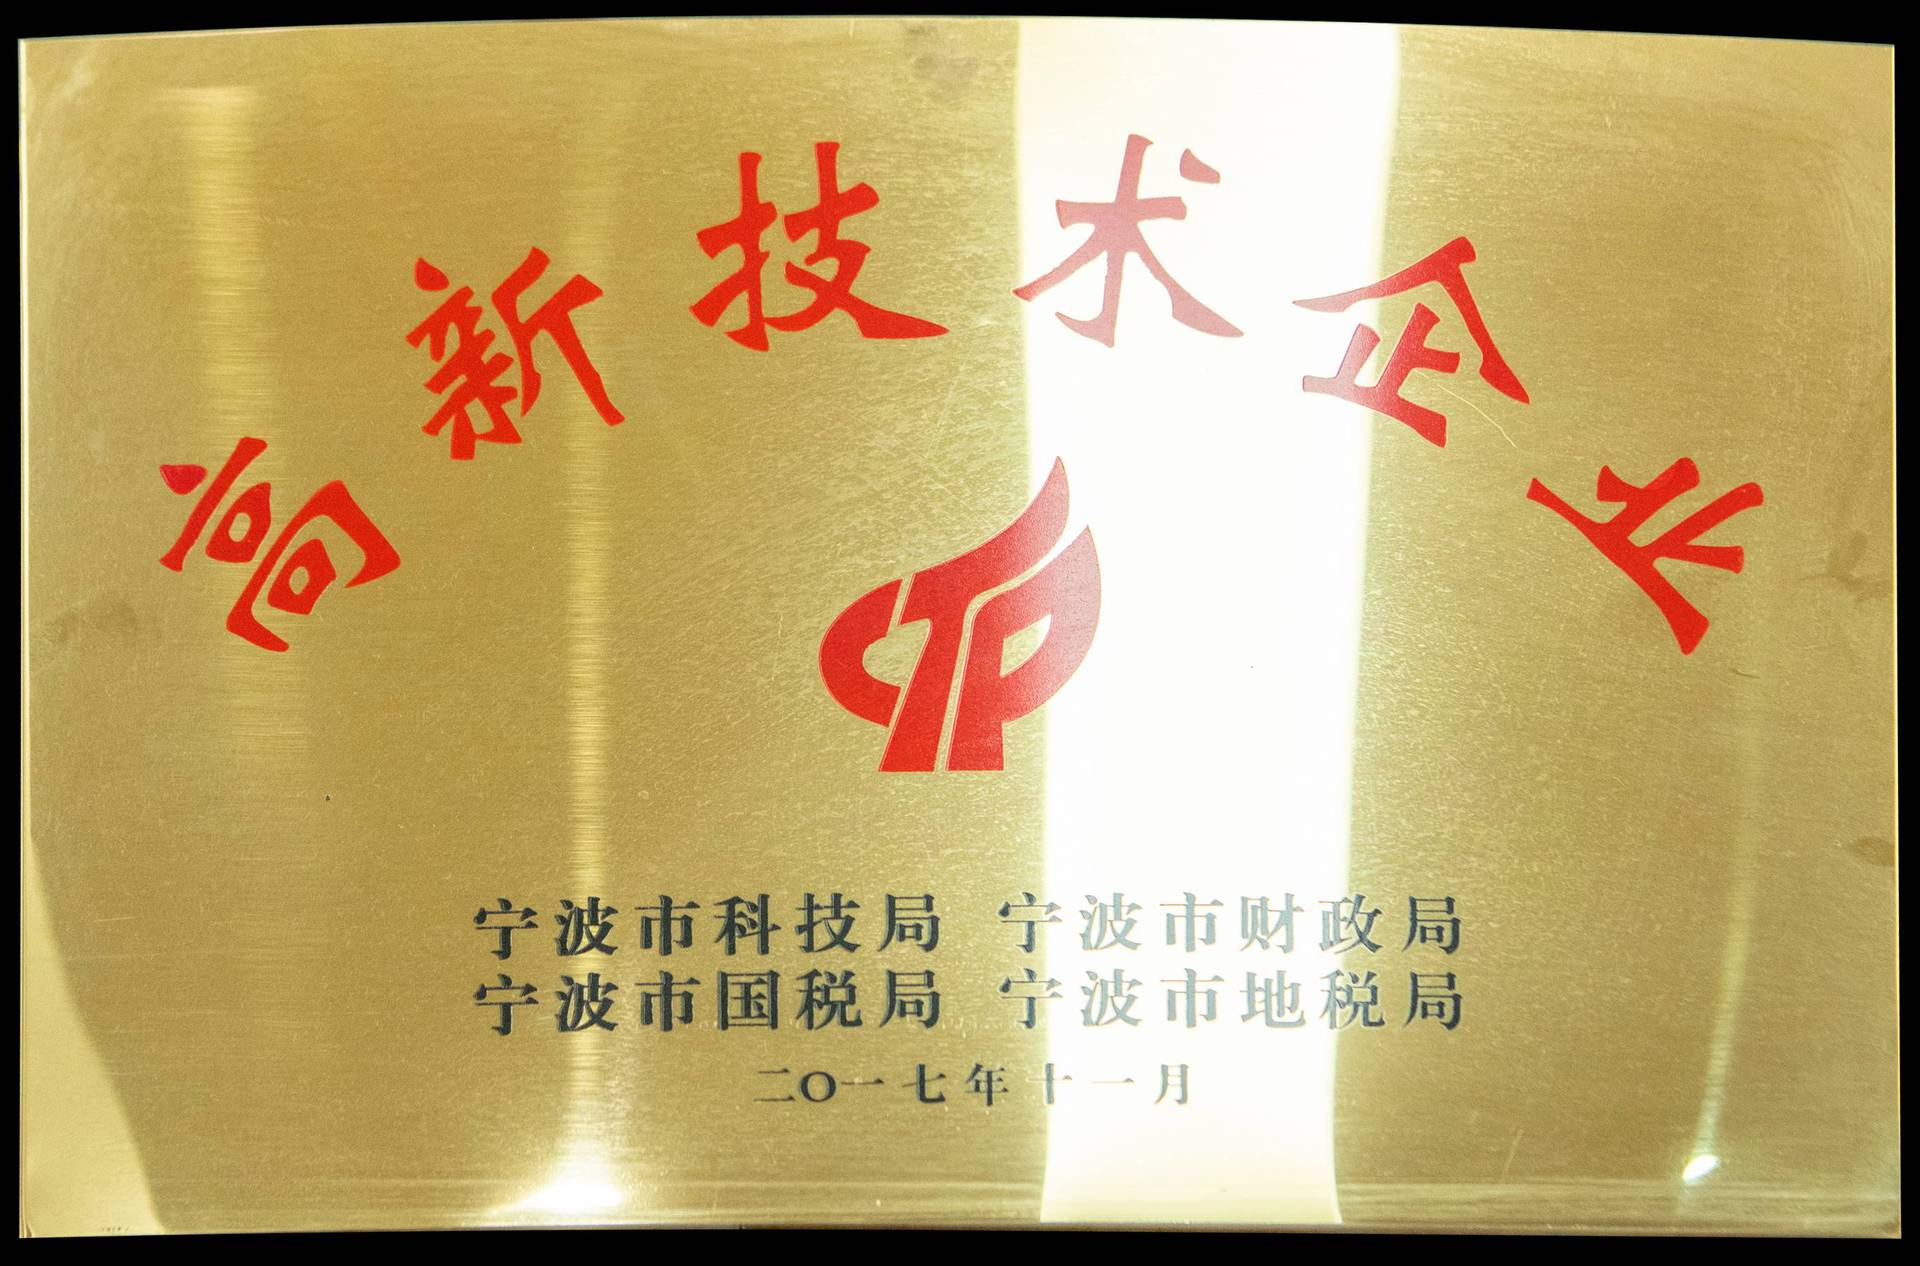 高新技术企业
宁波市科技局 宁波市财政局
宁波市国税局 宁波市地税局
二〇一七年十一月